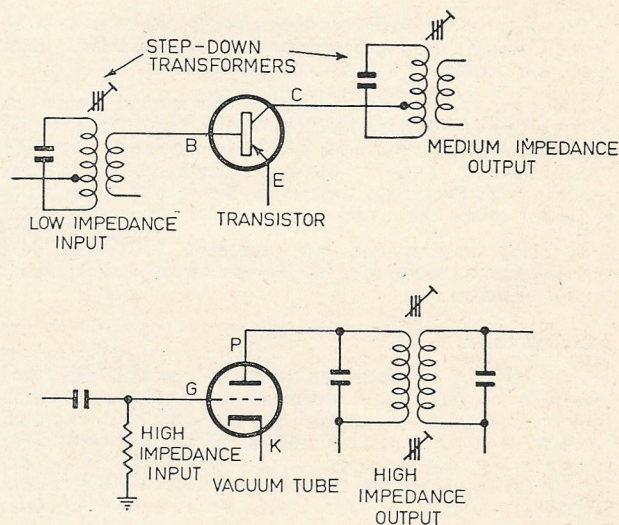 STEP-DOWN
TRANSFORMERS
C
B
E
MEDIUM IMPEDANCE
OUTPUT
LOW IMPEDANCE
INPUT
TRANSISTOR
P
G
K
HIGH
IMPEDANCE
INPUT
VACUUM TUBE
HIGH
IMPEDANCE
OUTPUT